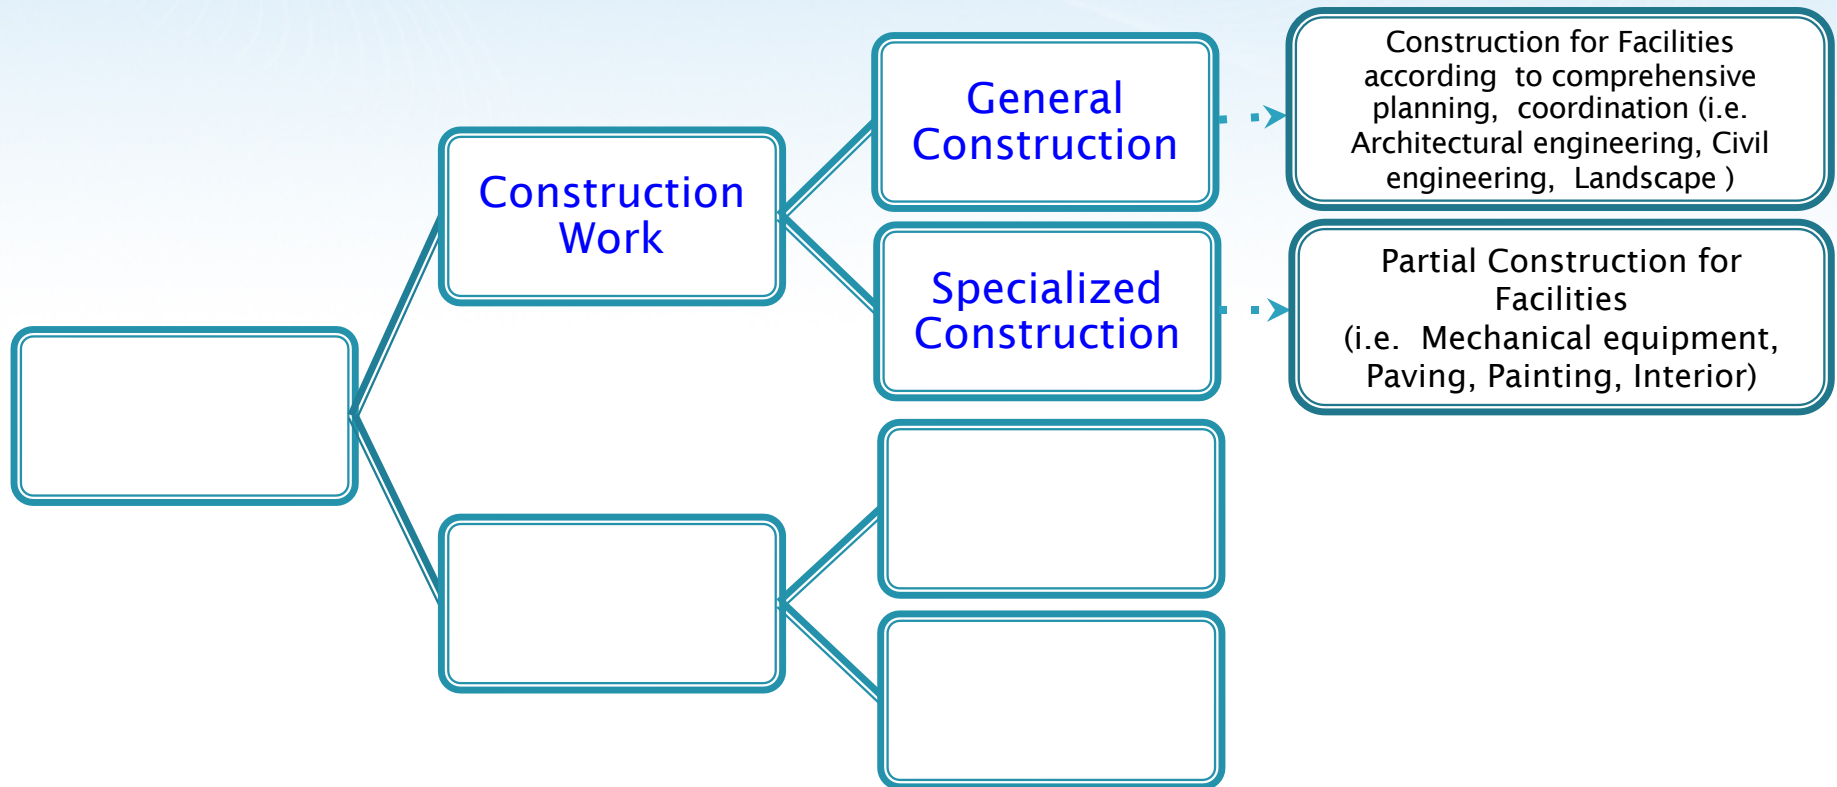 Construction
Work
General
Construction
Specialized
Construction
Construction for Facilities
according to comprehensive
planning, coordination (i.e.
Architectural engineering, Civil
engineering, Landscape )
Partial Construction for
Facilities
(i.e. Mechanical equipment,
Paving, Painting, Interior)